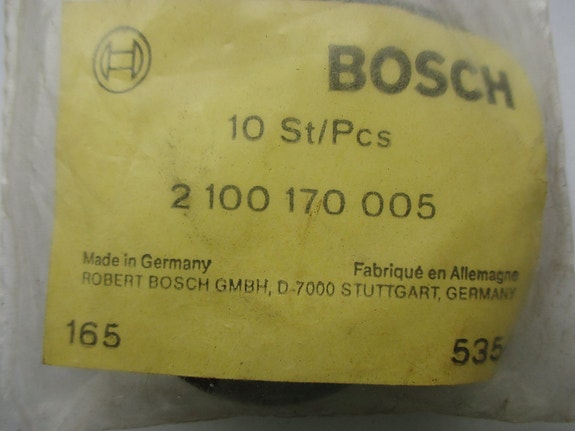 BOSCH
10 St/Pcs
2 100 170 005
Made in Germany Fabriqué en Allemagne
ROBERT BOSCH GMBH, D-7000 STUTTGART, GERMANY
165 535